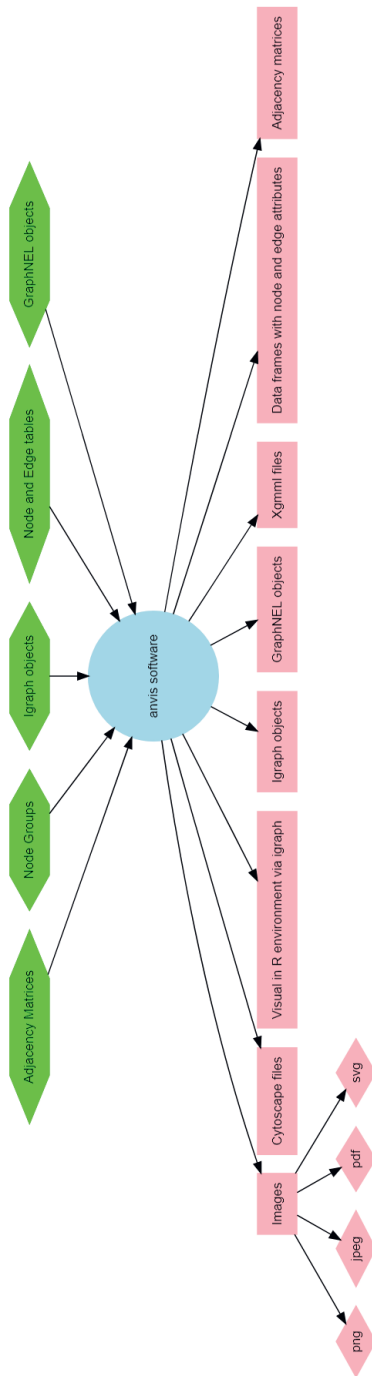 Adjacency Matrices
Node Groups
Igraph objects
Node and Edge tables
GraphNEL objects
anvis software
Images
Cytoscape files
Visual in R environment via igraph
Igraph objects
GraphNEL objects
Xgmml files
Data frames with node and edge attributes
Adjacency matrices
png
jpeg
pdf
svg